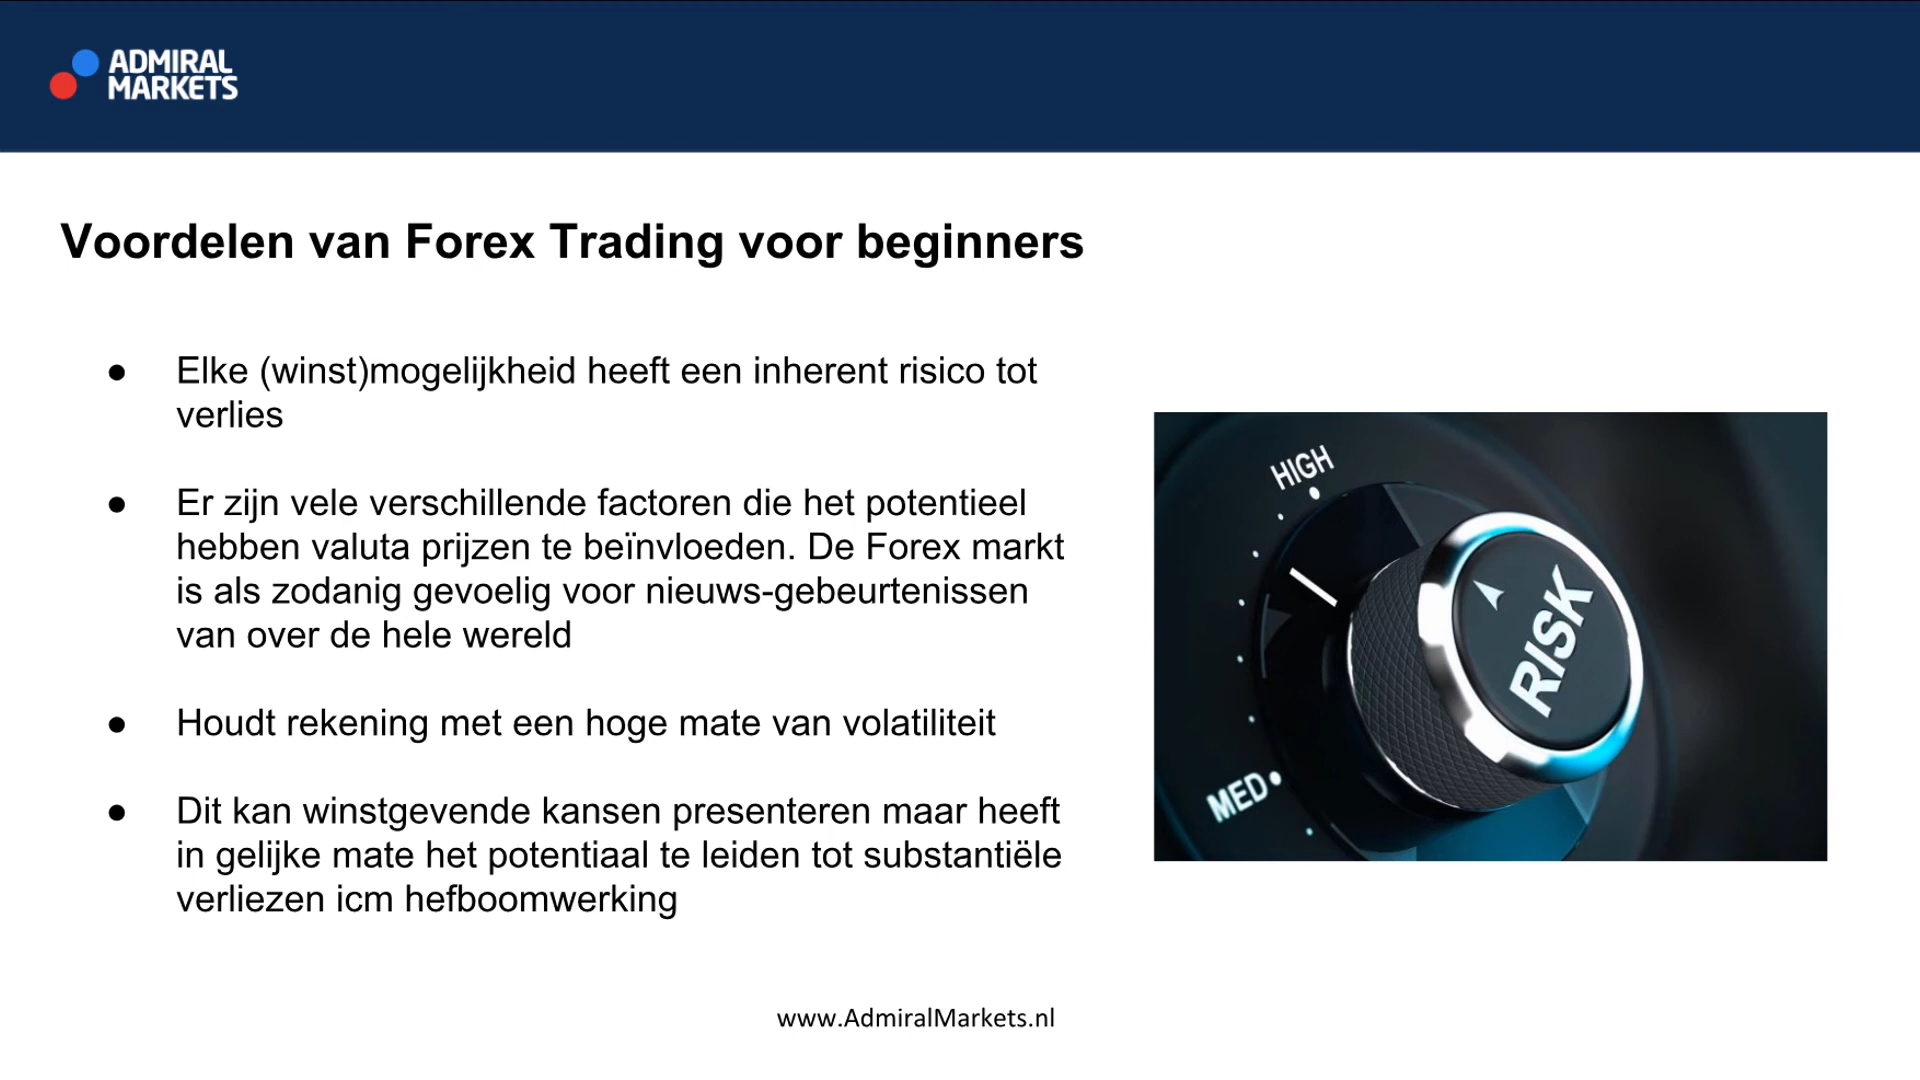 ADMIRAL
MARKETS
Voordelen van Forex Trading voor beginners
● Elke (winst)mogelijkheid heeft een inherent risico tot
verlies
● Er zijn vele verschillende factoren die het potentieel
hebben valuta prijzen te beïnvloeden. De Forex markt
is als zodanig gevoelig voor nieuws-gebeurtenissen
van over de hele wereld
● Houdt rekening met een hoge mate van volatiliteit
● Dit kan winstgevende kansen presenteren maar heeft
in gelijke mate het potentiaal te leiden tot substantiële
verliezen icm hefboomwerking
HIGH
RISK
MED
www.AdmiralMarkets.nl